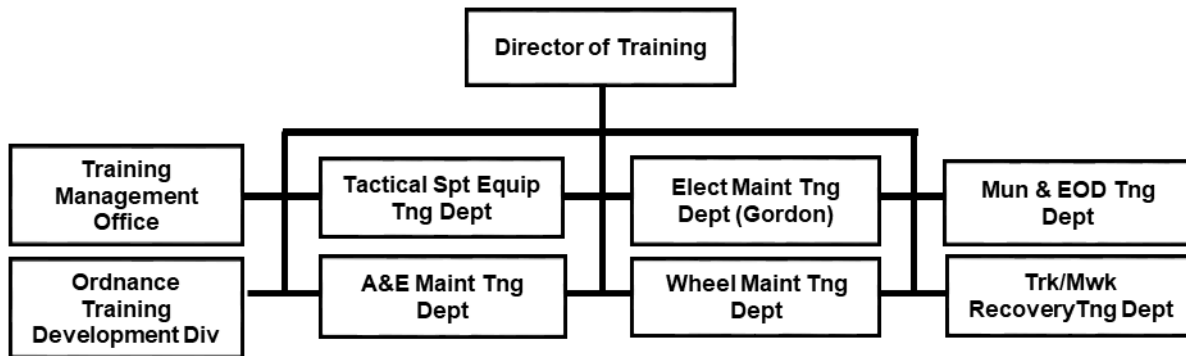 Director of Training
Training
Management
Office
Tactical Spt Equip
Tng Dept
Elect Maint Tng
Dept (Gordon)
Mun & EOD Tng
Dept
Ordnance
Training
Development Div
A&E Maint Tng
Dept
Wheel Maint Tng
Dept
Trk/Mwk
RecoveryTng Dept